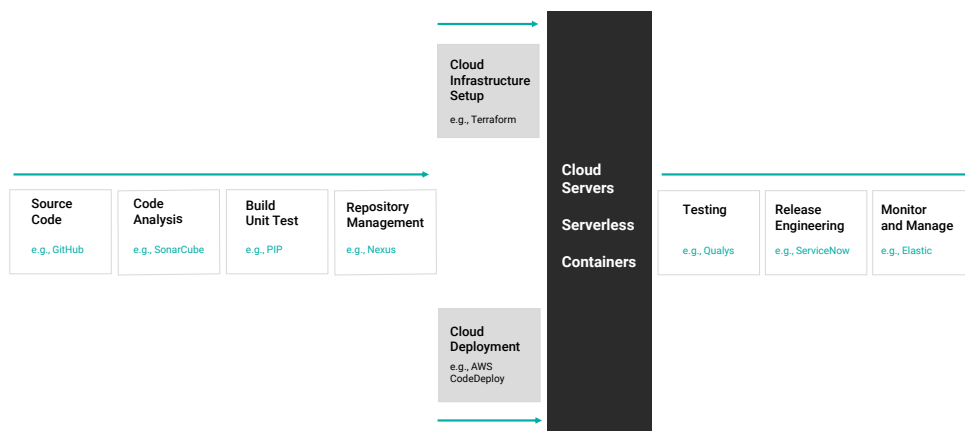 Source
Code
e.g., GitHub
Code
Analysis
e.g., SonarCube
Build
Unit Test
e.g., PIP
Repository
Management
e.g., Nexus
Cloud
Infrastructure
Setup
e.g., Terraform
Cloud
Deployment
e.g., AWS
CodeDeploy
Cloud
Servers
Serverless
Containers
Testing
e.g., Qualys
Release
Engineering
e.g., ServiceNow
Monitor
and Manage
e.g., Elastic